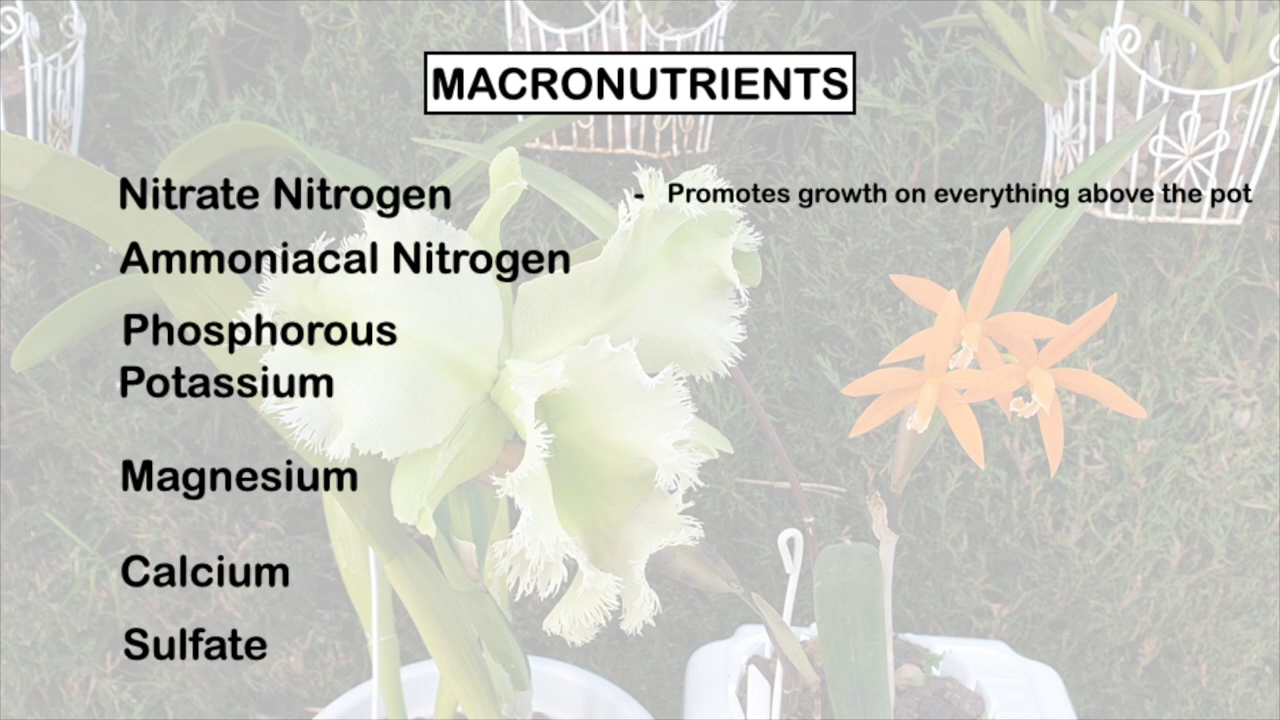 MACRONUTRIENTS
Nitrate Nitrogen - Promotes growth on everything above the pot
Ammoniacal Nitrogen
Phosphorous
Potassium
Magnesium
Calcium
Sulfate